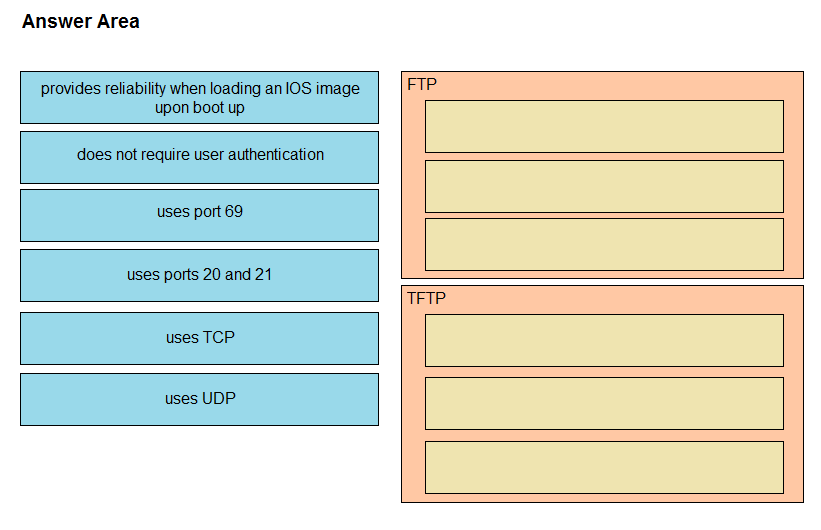 Answer Area
provides reliability when loading an IOS image
upon boot up
does not require user authentication
uses port 69
uses ports 20 and 21
uses TCP
uses UDP
FTP
TFTP